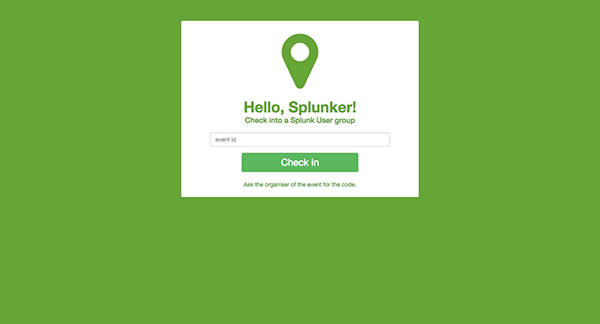 Hello, Splunker!
Check into a Splunk User group
event id
Check In
Ask the organiser of the event for the code.